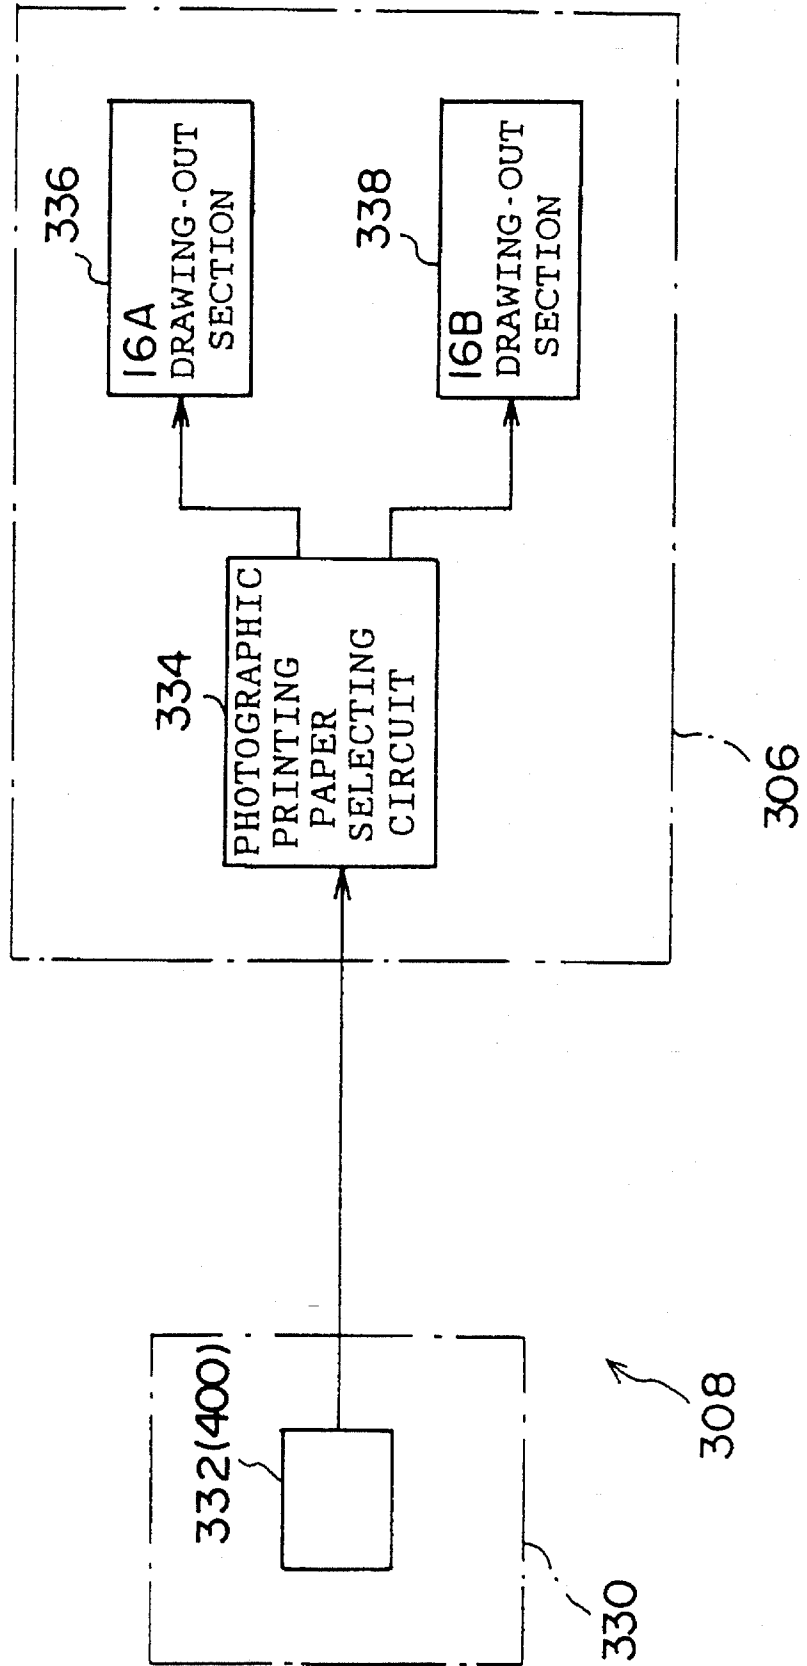 332(400)
330
308
334
PHOTOGRAPHIC
PRINTING
PAPER
SELECTING
CIRCUIT
306
336
16A
DRAWING-OUT
SECTION
338
16B
DRAWING-OUT
SECTION